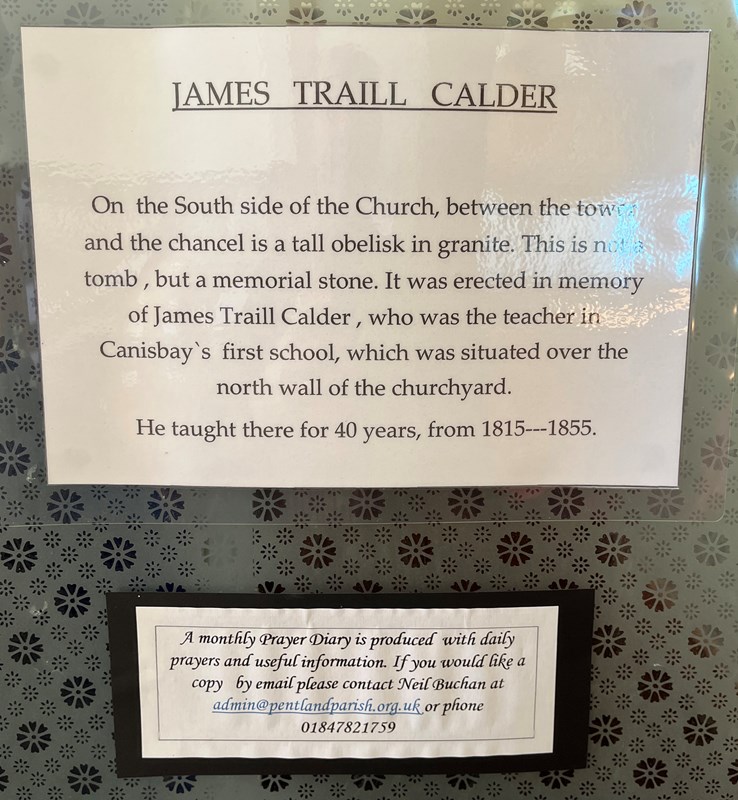 JAMES TRAILL CALDER
On the South side of the Church, between the tower
and the chancel is a tall obelisk in granite. This is not a
tomb , but a memorial stone. It was erected in memory
of James Traill Calder , who was the teacher in
Canisbay`s first school, which was situated over the
north wall of the churchyard.
He taught there for 40 years, from 1815---1855.
A monthly Prayer Diary is produced with daily
prayers and useful information. If you would like a
copy by email please contact Neil Buchan at
admin@pentlandparish.org.uk or phone
01847821759